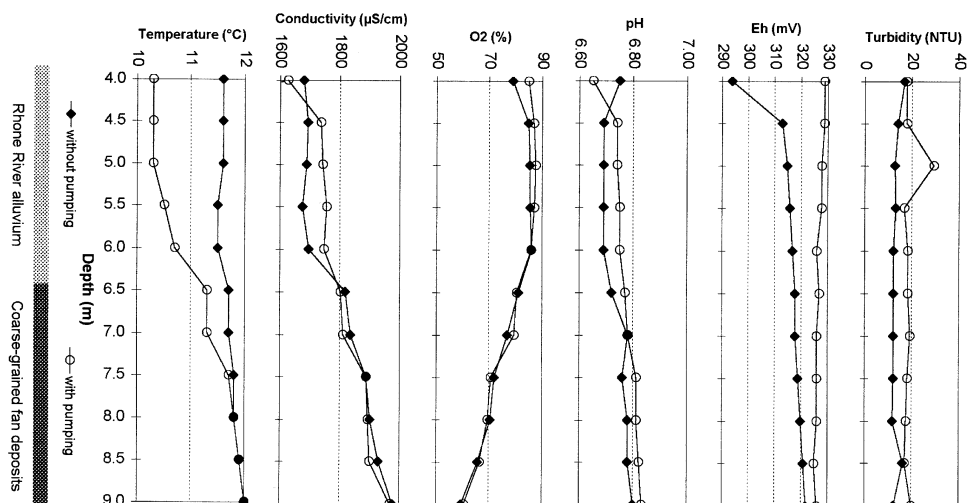 Temperature (°C)
Conductivity (µS/cm)
O2 (%)
pH
Eh (mV)
Turbidity (NTU)
10
11
12
1600
1800
2000
50
70
90
6.60
6.80
7.00
290
300
310
320
330
0
20
40
4.0
4.5
5.0
5.5
6.0
6.5
7.0
7.5
8.0
8.5
9.0
Depth (m)
without pumping
with pumping
Rhone River alluvium
Coarse-grained fan deposits